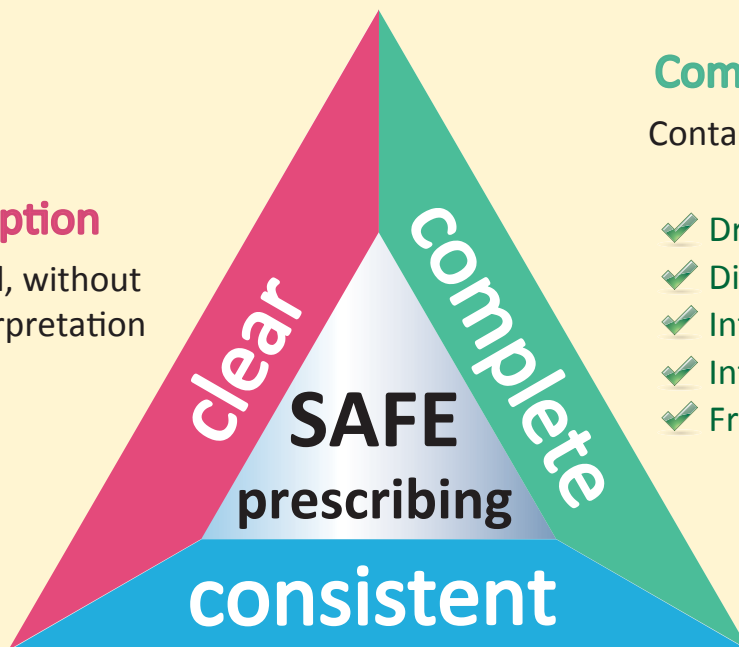 ption
l, without
rpretation
clear
complete
SAFE
prescribing
consistent
Com
Conta
Dr
Di
In
In
Fr